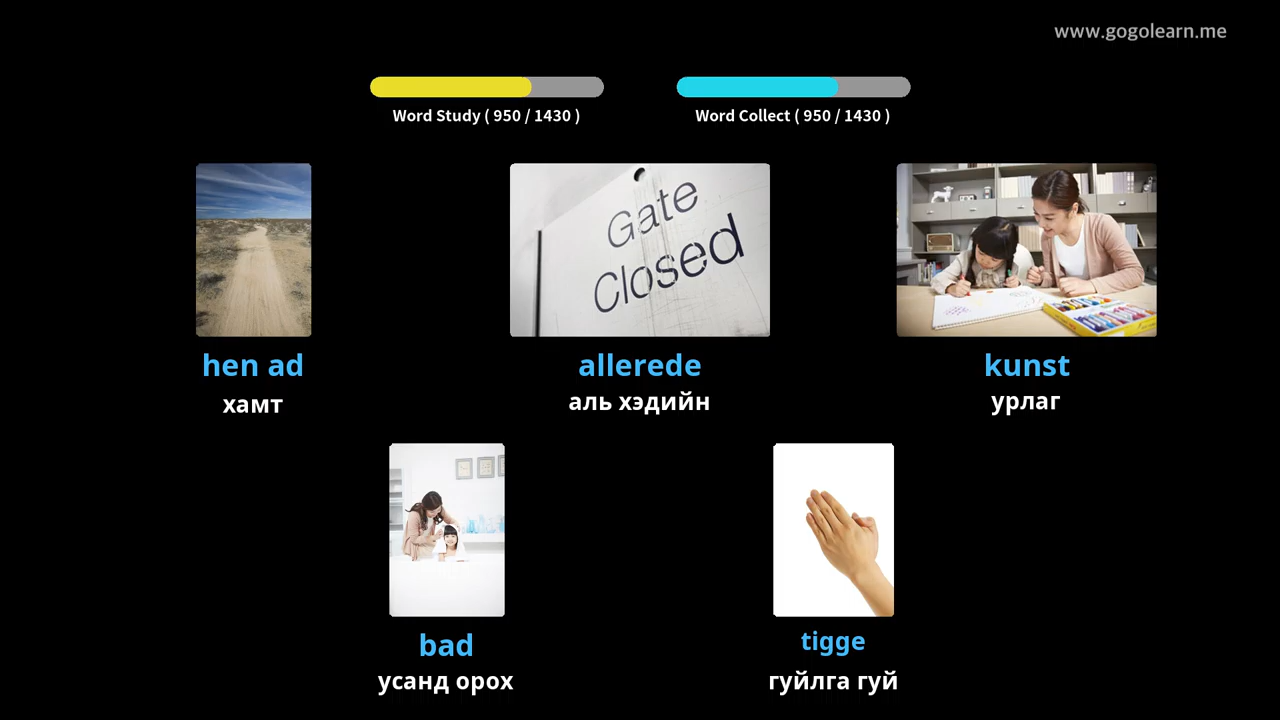 www.gogolearn.me
Word Study ( 950 / 1430 )
Word Collect ( 950 / 1430 )
Gate
Closed
hen ad
хамт
allerede
аль хэдийн
kunst
урлаг
bad
усанд орох
tigge
гуйлга гуй